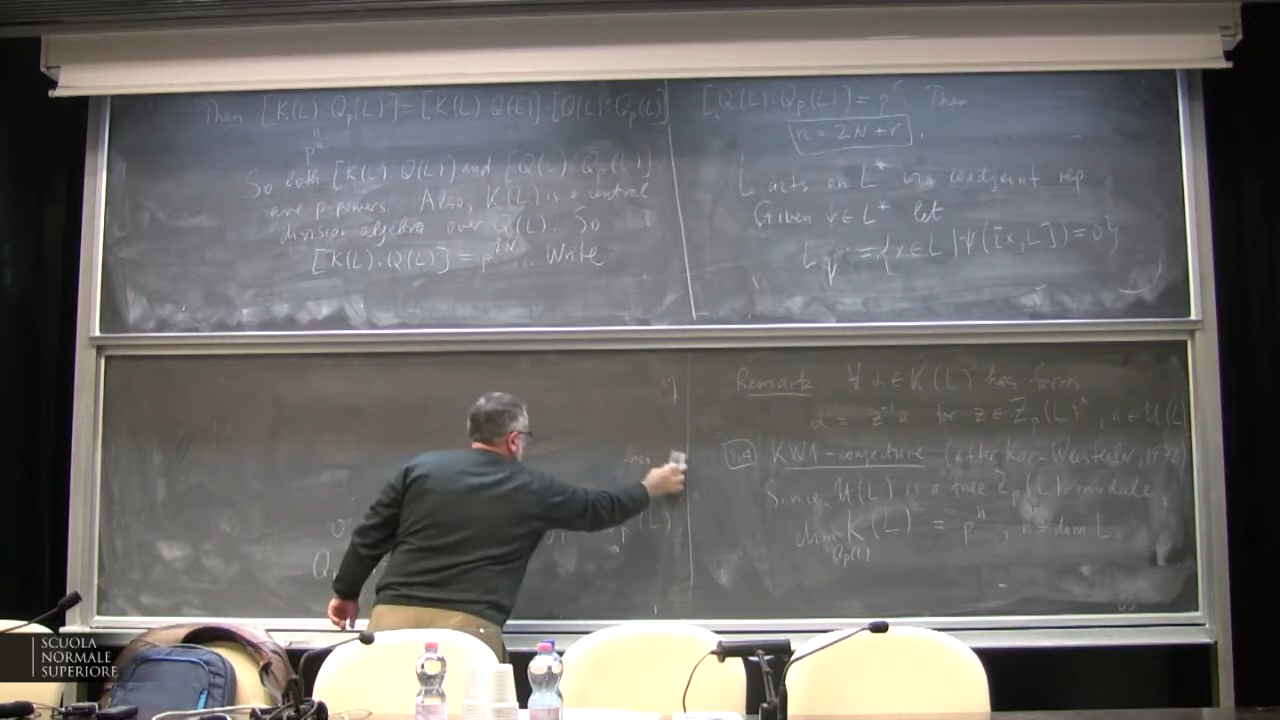 Then [K(L) : Q_p(L)] = [K(L) : Q(L)] [Q(L) : Q_p(L)]
"
p^n
So both [K(L) : Q(L)] and [Q(L) : Q_p(L)]
are p-powers. Also, K(L) is a central
division algebra over Q(L). So
[K(L) : Q(L)] = p^{2N}. Write
[Q(L) : Q_p(L)] = p^r Then
n = 2N + r.
L acts on L* via coadjoint rep
Given ψ ∈ L* let
L_ψ = {x ∈ L | ψ([x, L]) = 0}
Remark ∀ α ∈ K(L) has form
α = z^{-1}u for z ∈ Z_p(L)^×, u ∈ U(L)
1.4 KW1-conjecture (after Kac-Weisfeiler, 1972)
Since U(L) is a free Z_p(L)-module,
dim_{Q_p(L)} K(L) = p^n, n = dim L
SCUOLA
NORMALE
SUPERIORE